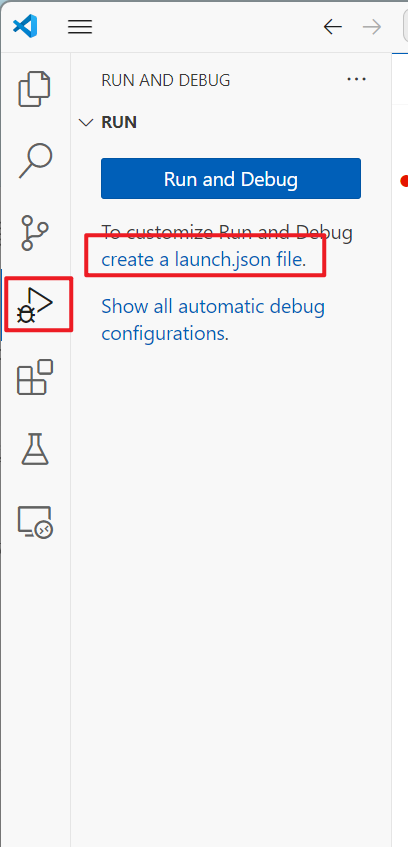 RUN AND DEBUG
RUN
Run and Debug
To customize Run and Debug
create a launch.json file.
Show all automatic debug
configurations.